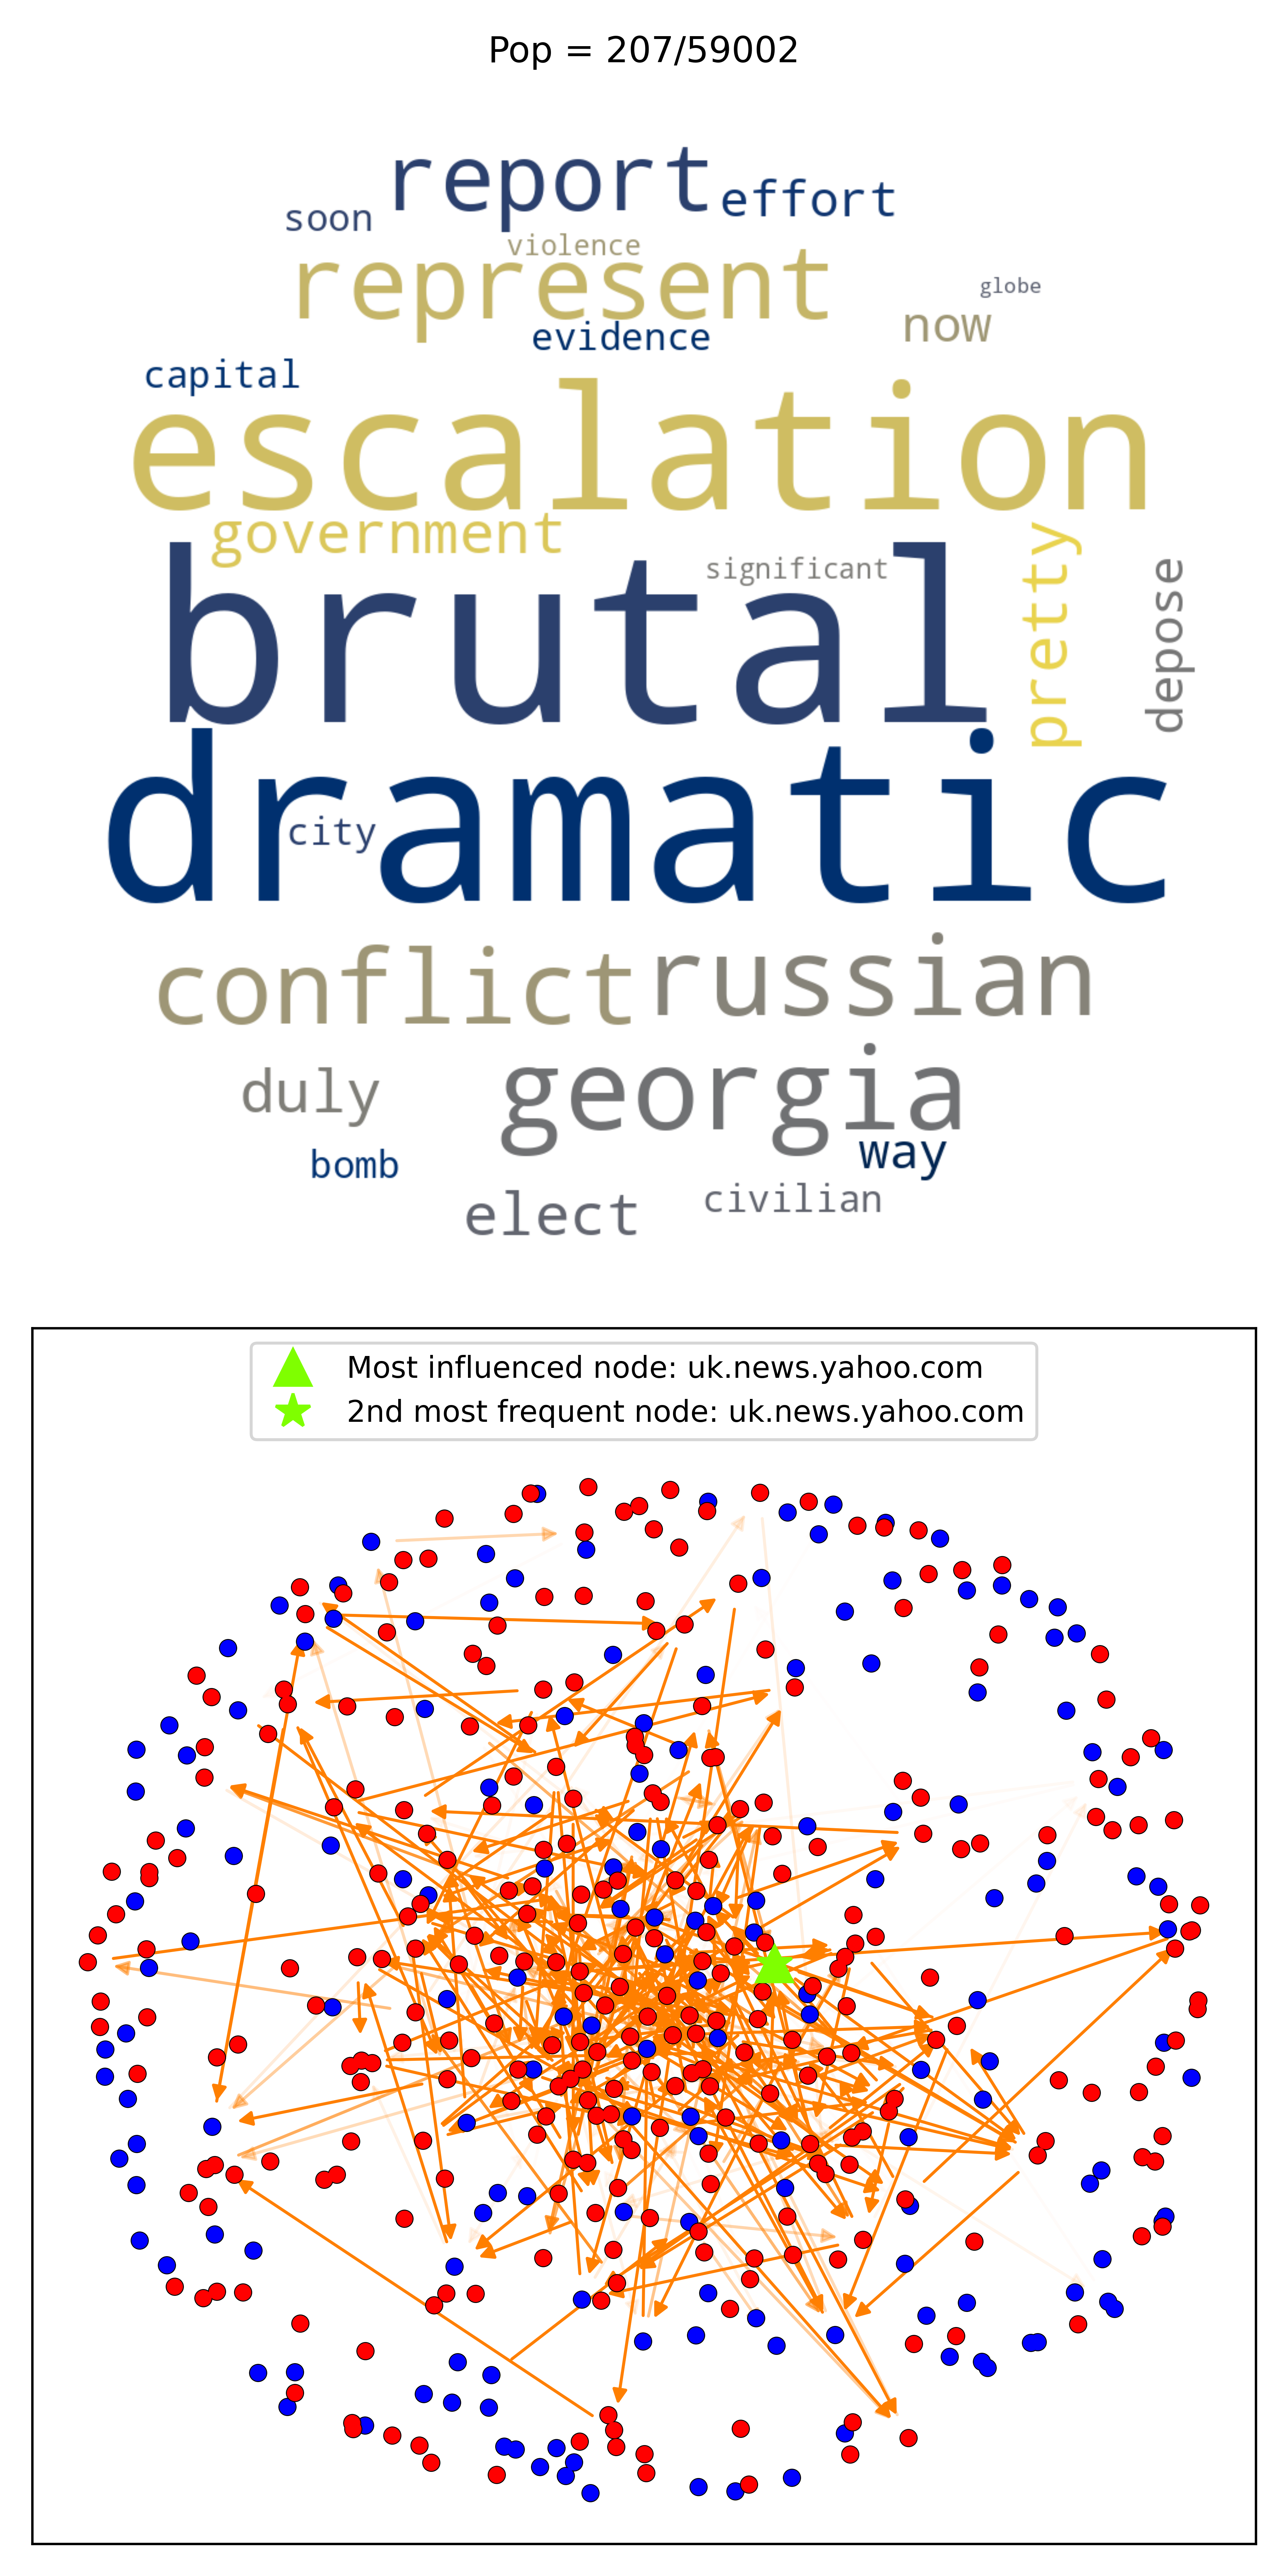 Pop = 207/59002
report
effort
soon
violence
represent
globe
now
evidence
capital
escalation
government
significant
pretty
depose
brutal
dramatic
city
conflict
russian
georgia
duly
way
bomb
civilian
elect
Most influenced node: uk.news.yahoo.com
2nd most frequent node: uk.news.yahoo.com